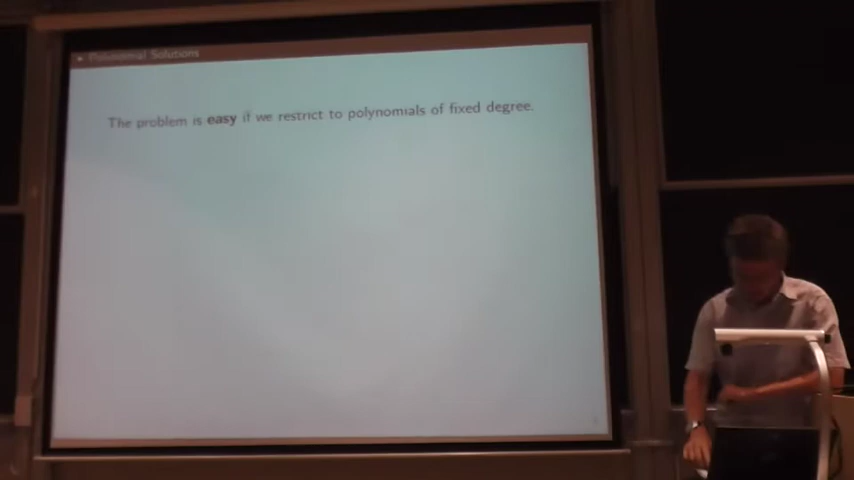 Polynomial Solutions
The problem is easy if we restrict to polynomials of fixed degree.